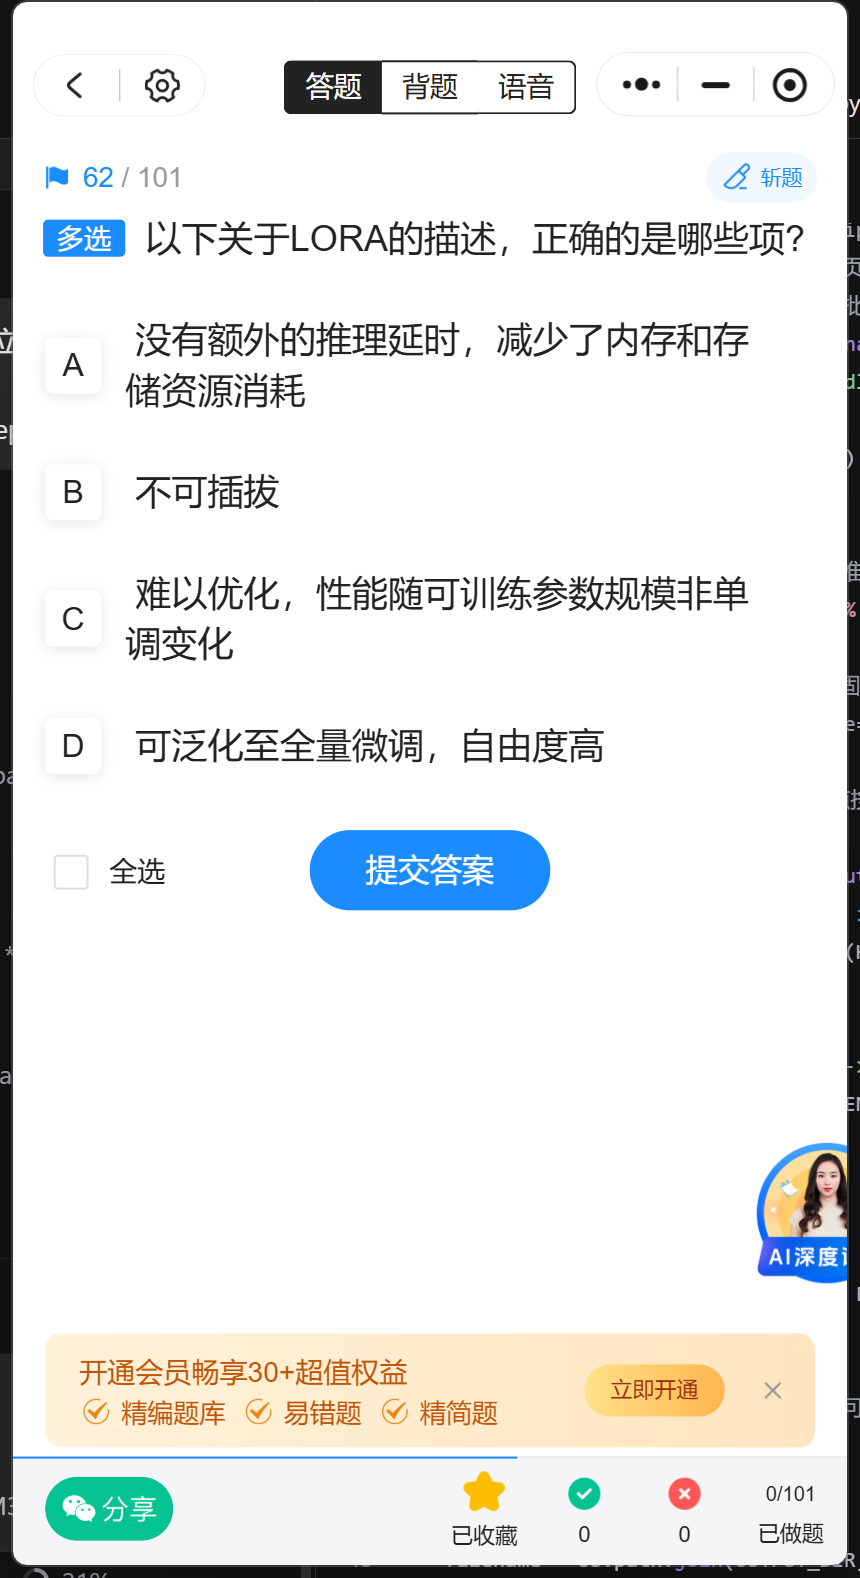 答题 背题 语音
62 / 101
斩题
多选 以下关于LORA的描述，正确的是哪些项?
A 没有额外的推理延时，减少了内存和存
储资源消耗
B 不可插拔
C 难以优化，性能随可训练参数规模非单
调变化
D 可泛化至全量微调，自由度高
全选 提交答案
AI深度
开通会员畅享30+超值权益
立即开通
精编题库 易错题 精简题
分享
已收藏
0
0
0/101
已做题